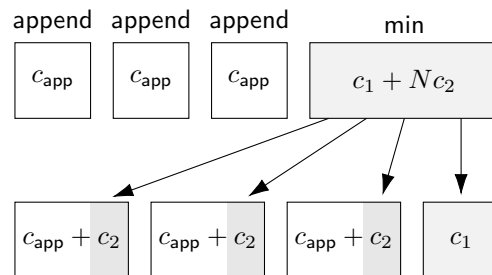 append append append min
c_app c_app c_app c_1 + Nc_2
c_app + c_2 c_app + c_2 c_app + c_2 c_1